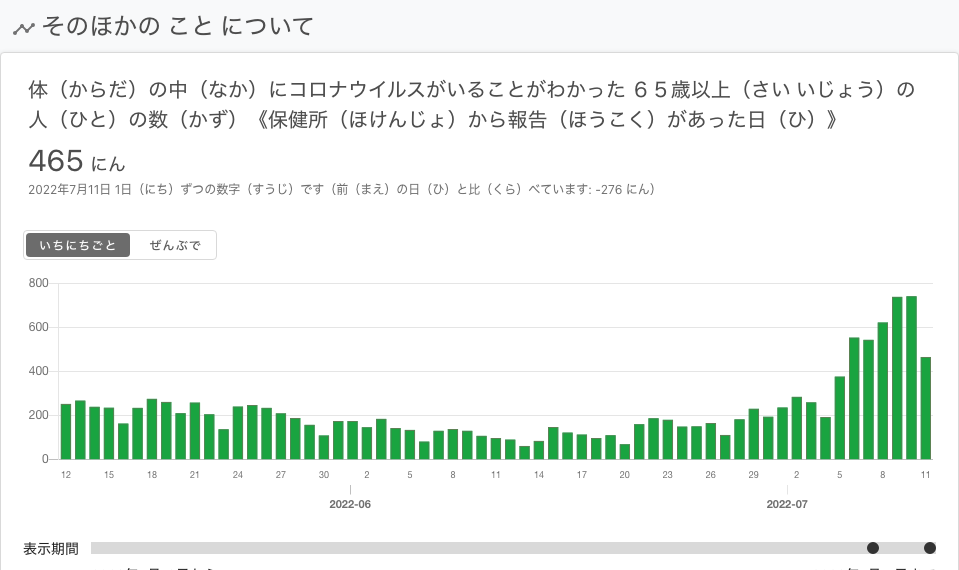 そのほかの こと について
体（からだ）の中（なか）にコロナウイルスがいることがわかった ６５歳以上（さい いじょう）の
人（ひと）の数（かず）《保健所（ほけんじょ）から報告（ほうこく）があった日（ひ）》
465 にん
2022年7月11日 1日（にち）ずつの数字（すうじ）です（前（まえ）の日（ひ）と比（くら）べています: -276 にん）
いちにちごと ぜんぶで
800
600
400
200
0
12 15 18 21 24 27 30 2 5 8 11 14 17 20 23 26 29 2 5 8 11
2022-06 2022-07
表示期間